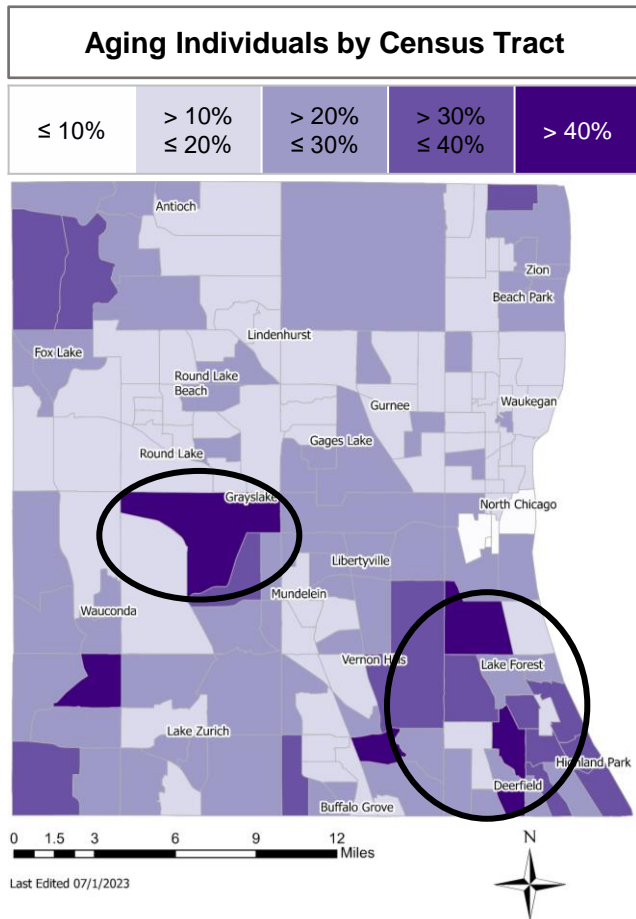 Aging Individuals by Census Tract
≤ 10%
> 10%
≤ 20%
> 20%
≤ 30%
> 30%
≤ 40%
> 40%
Antioch
Zion
Beach Park
Lindenhurst
Fox Lake
Round Lake
Beach
Gurnee
Waukegan
Gages Lake
Round Lake
Grayslake
North Chicago
Libertyville
Mundelein
Wauconda
Vernon Hills
Lake Forest
Lake Zurich
Highland Park
Deerfield
Buffalo Grove
0 1.5 3 6 9 12
Miles
N
Last Edited 07/1/2023